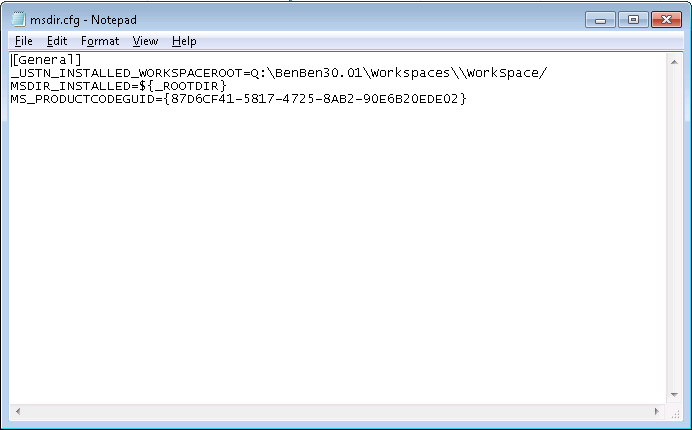 msdir.cfg - Notepad
File Edit Format View Help
[General]
_USTN_INSTALLED_WORKSPACEROOT=Q:\BenBen30.01\Workspaces\\WorkSpace/
MSDIR_INSTALLED=${_ROOTDIR}
MS_PRODUCTCODEGUID={87D6CF41-5817-4725-8AB2-90E6B20EDE02}